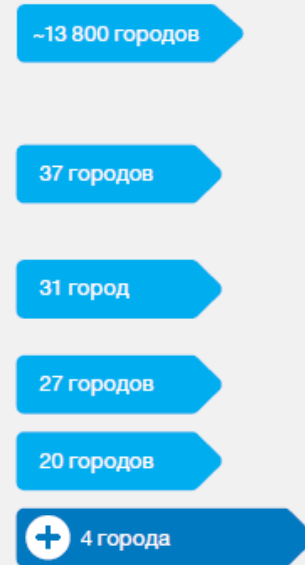 ~13 800 городов
37 городов
31 город
27 городов
20 городов
+ 4 города